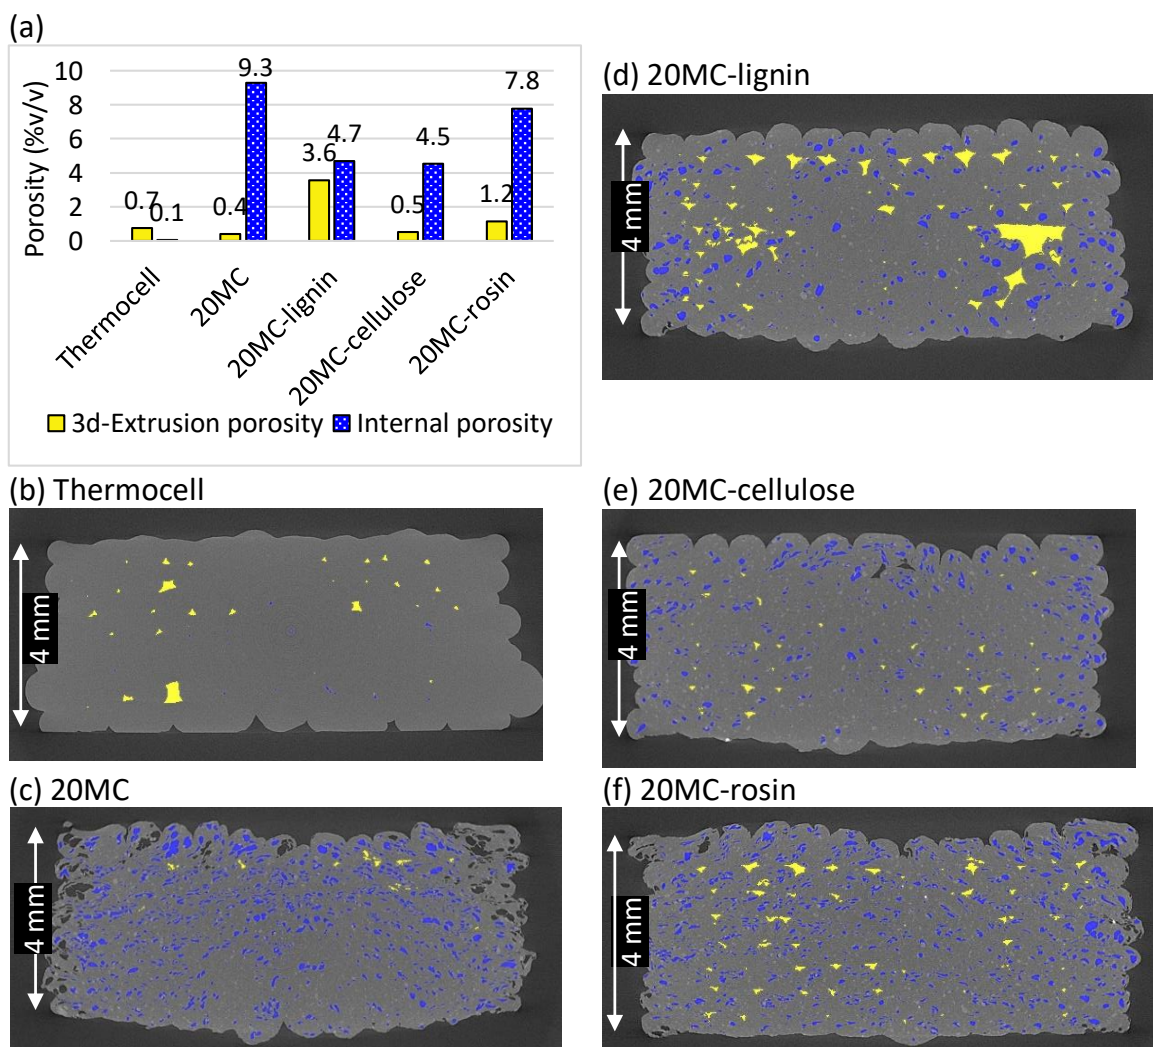 (a)
Porosity (%v/v)
10
8
6
4
2
0
0.7
0.1
0.4
9.3
3.6
4.7
0.5
4.5
1.2
7.8
Thermocell
20MC
20MC-lignin
20MC-cellulose
20MC-rosin
3d-Extrusion porosity
Internal porosity
(b) Thermocell
4 mm
(c) 20MC
4 mm
(d) 20MC-lignin
4 mm
(e) 20MC-cellulose
4 mm
(f) 20MC-rosin
4 mm